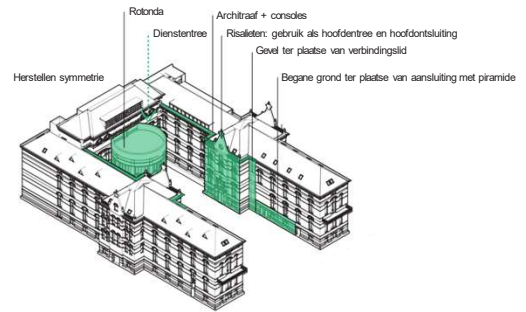 Rotonda
Architraaf + consoles
Dienstentree
Risalieten: gebruik als hoofdentree en hoofdontsluiting
Gevel ter plaatse van verbindingslid
Herstellen symmetrie
Begane grond ter plaatse van aansluiting met piramide